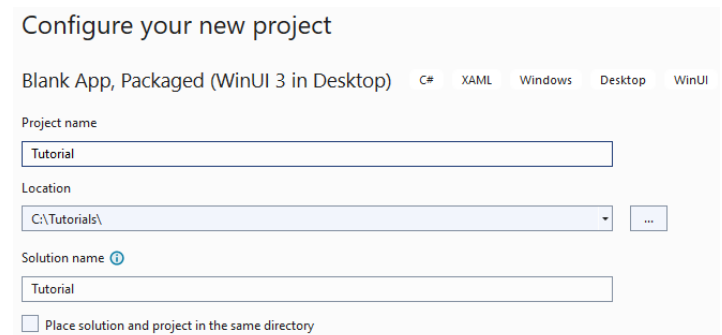 Configure your new project
Blank App, Packaged (WinUI 3 in Desktop) C# XAML Windows Desktop WinUI
Project name
Tutorial
Location
C:\Tutorials\
...
Solution name
Tutorial
Place solution and project in the same directory